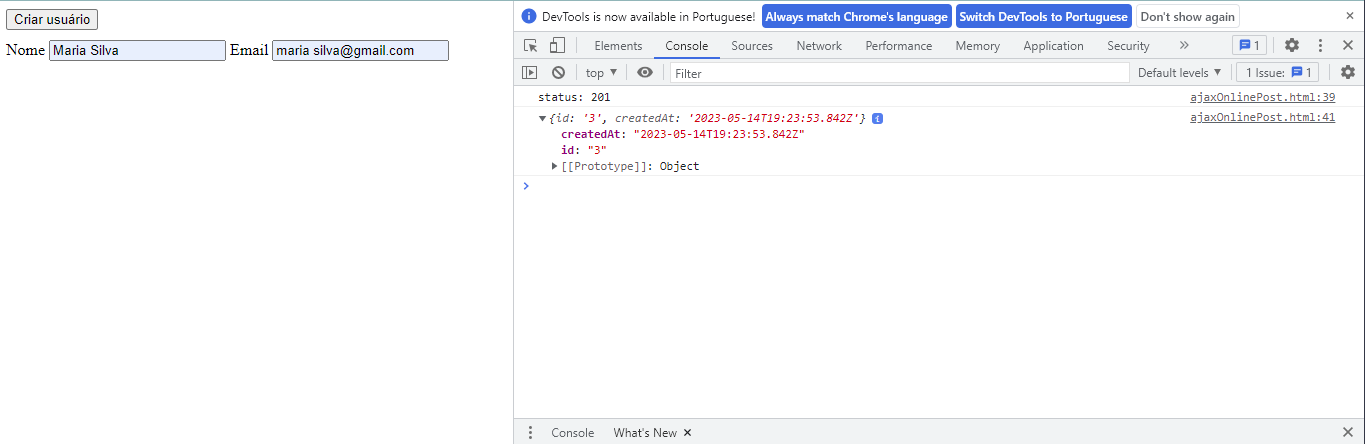 Criar usuário
Nome Maria Silva Email maria silva@gmail.com
DevTools is now available in Portuguese! Always match Chrome's language Switch DevTools to Portuguese Don't show again
Elements Console Sources Network Performance Memory Application Security 1
top Filter Default levels 1 Issue: 1
status: 201 ajaxOnlinePost.html:39
{id: '3', createdAt: '2023-05-14T19:23:53.842Z'} ajaxOnlinePost.html:41
createdAt: "2023-05-14T19:23:53.842Z"
id: "3"
[[Prototype]]: Object
Console What's New